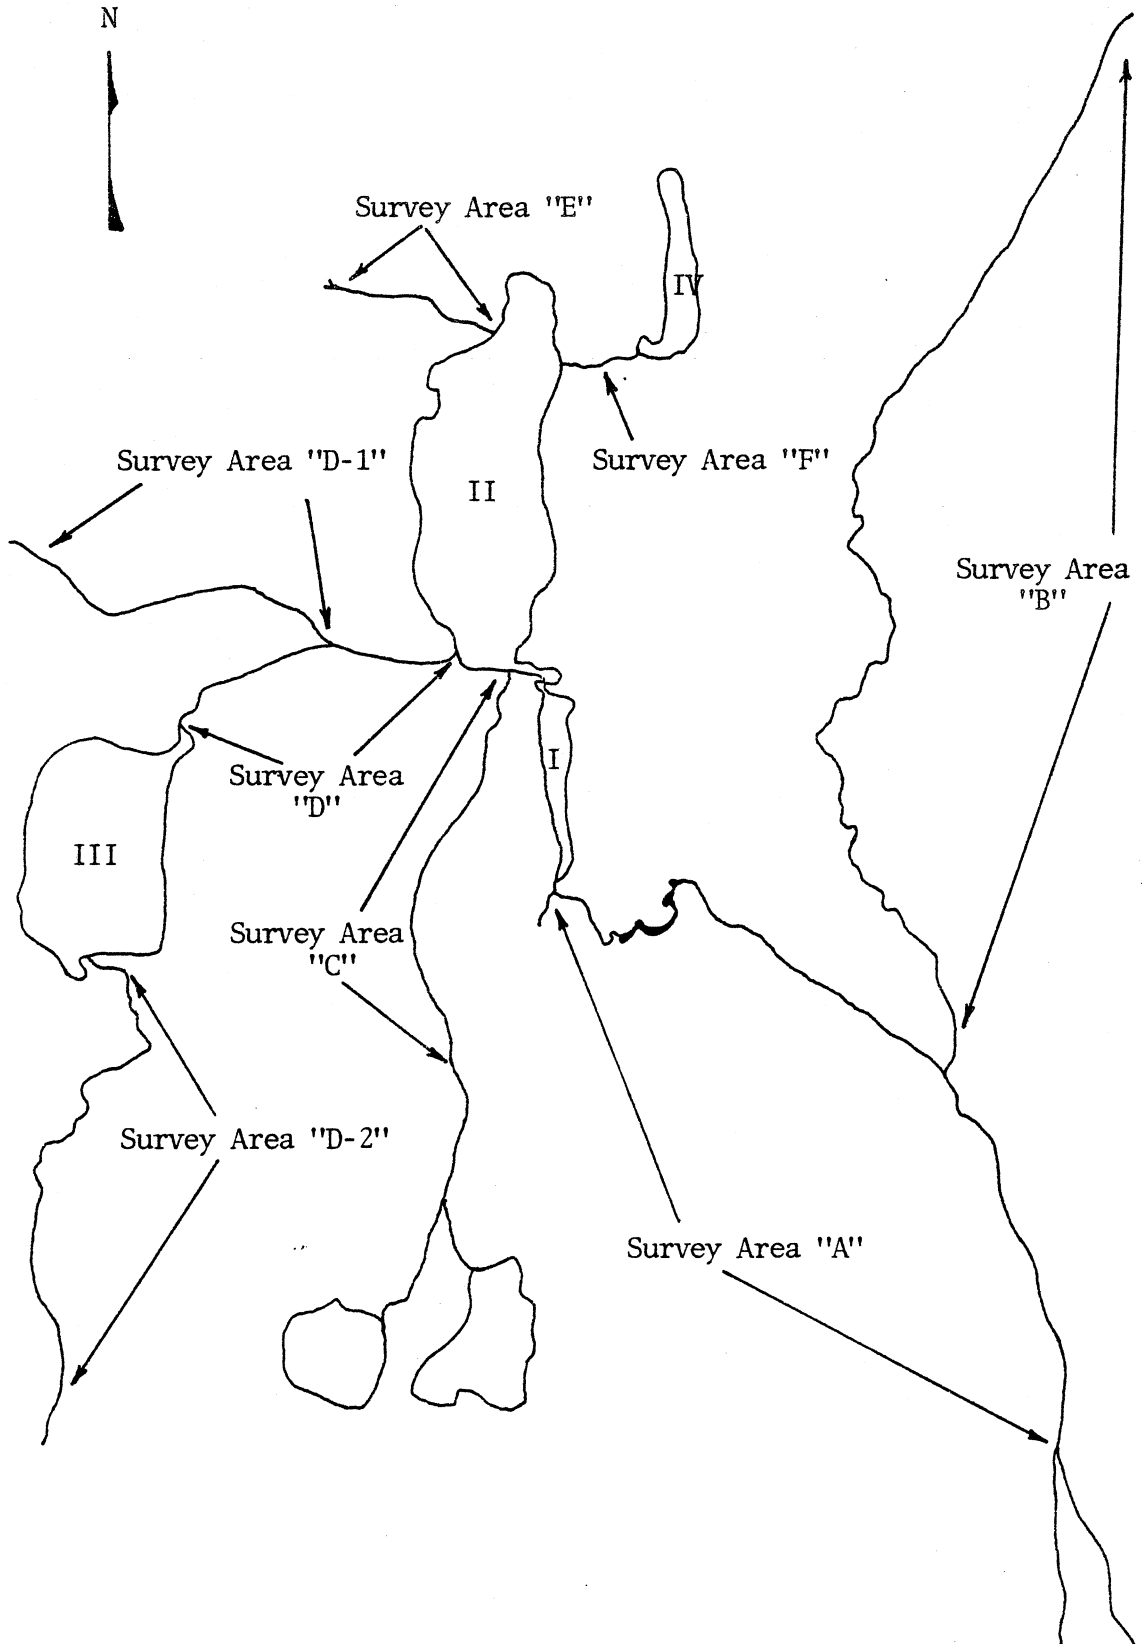 N
Survey Area "E"
IV
Survey Area "D-1"
Survey Area "F"
II
Survey Area
"B"
I
Survey Area
"D"
III
Survey Area
"C"
Survey Area "D-2"
Survey Area "A"